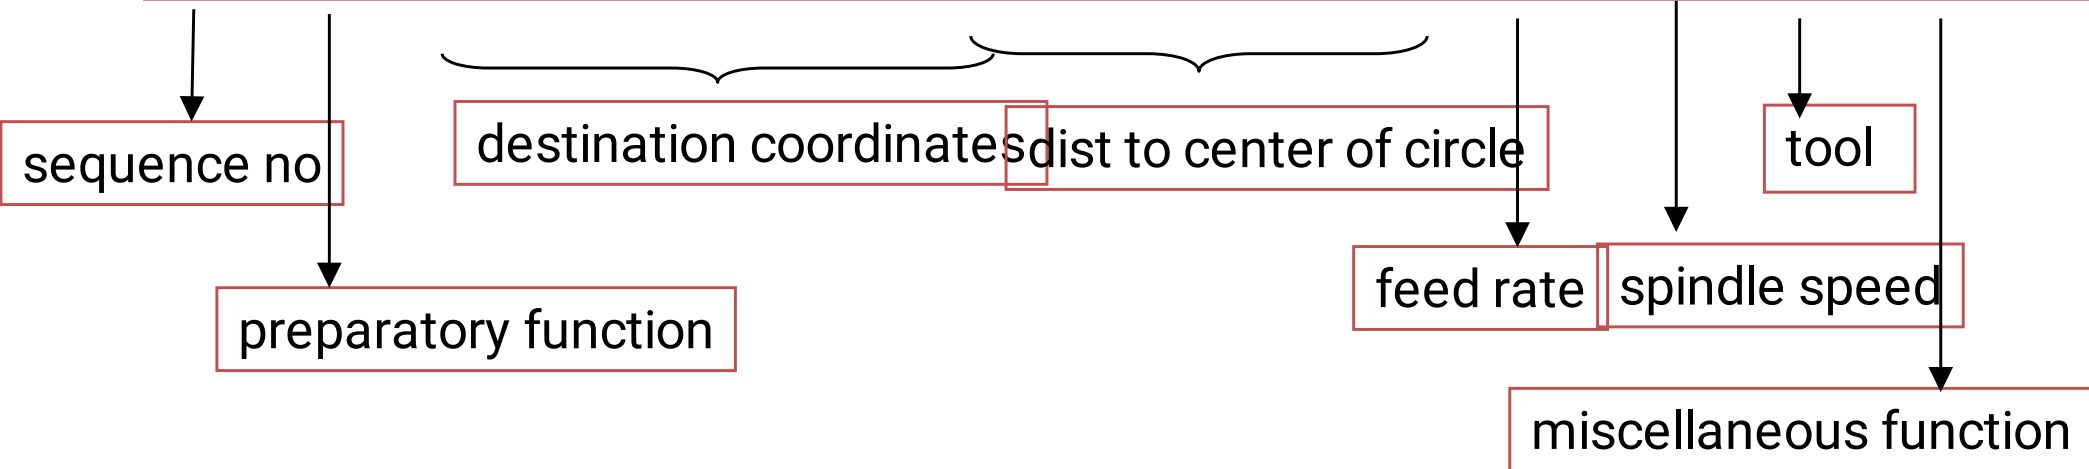 sequence no
destination coordinates
dist to center of circle
tool
preparatory function
feed rate
spindle speed
miscellaneous function